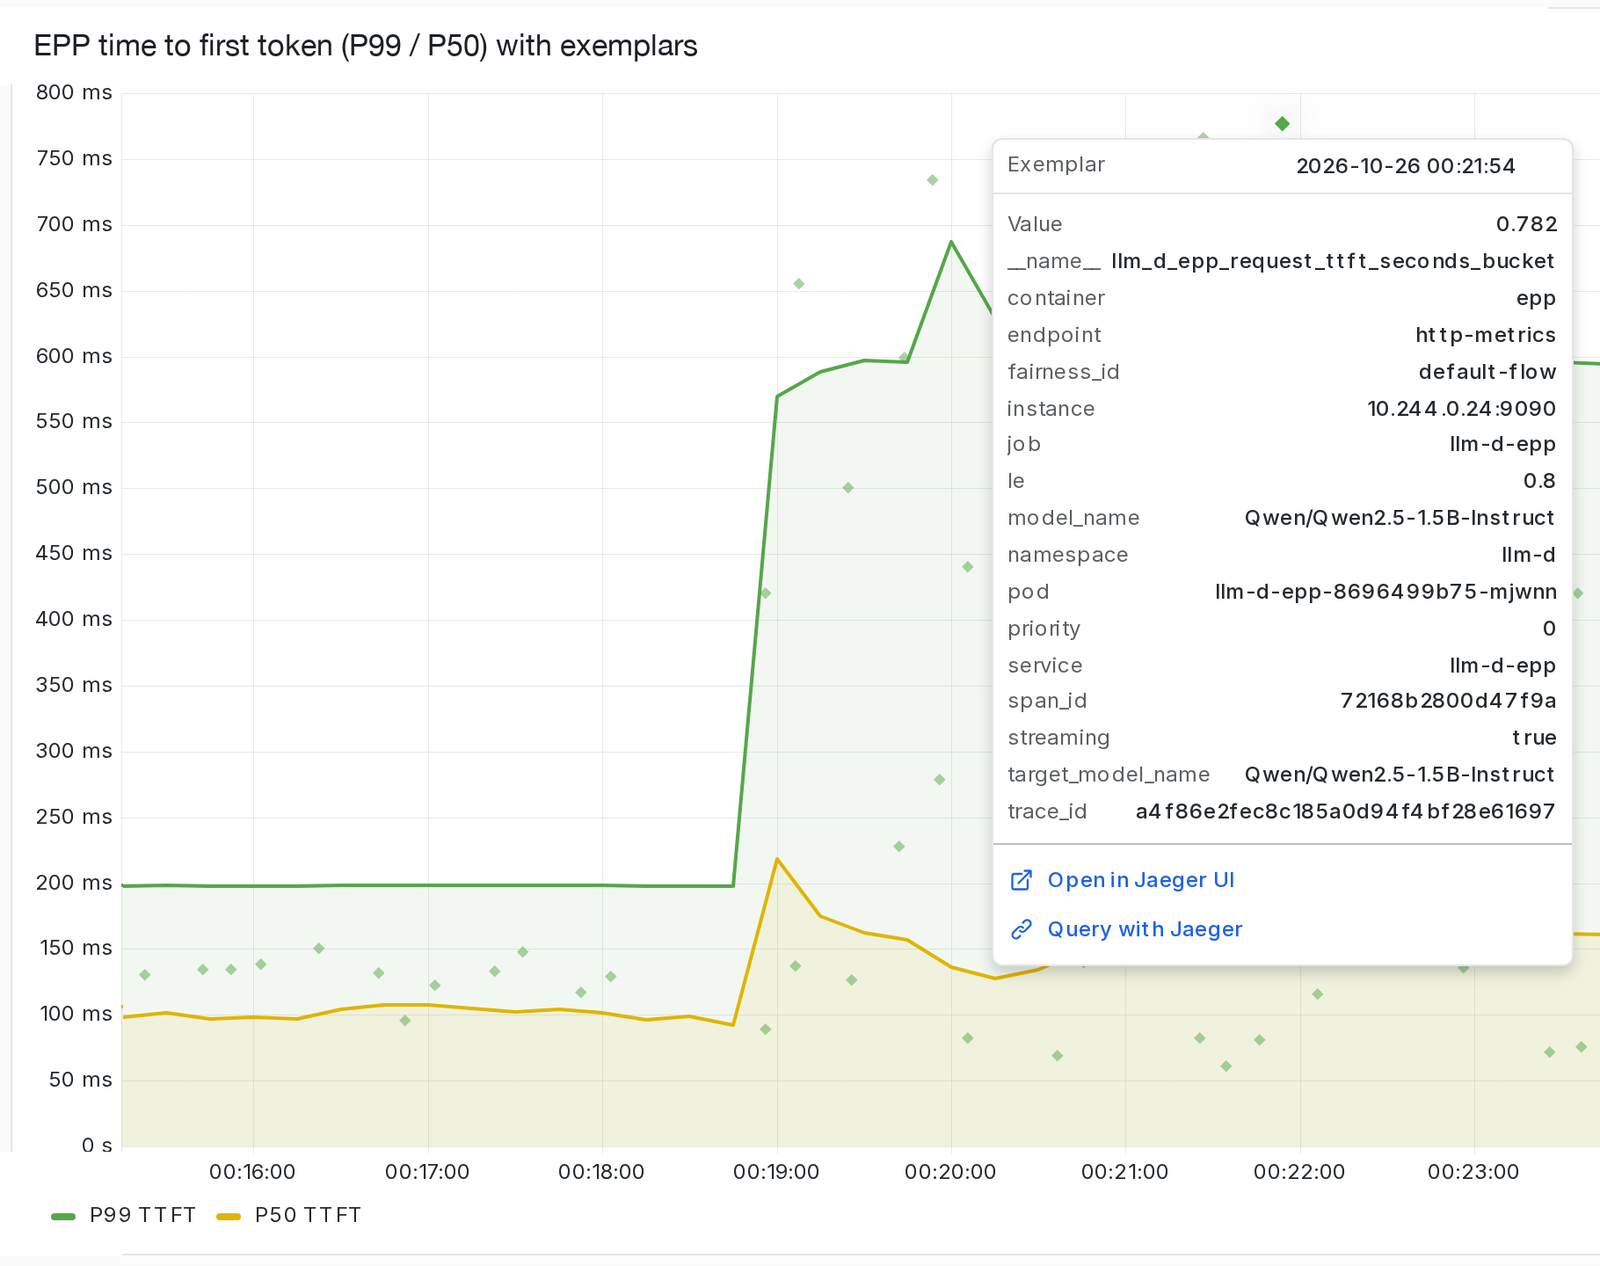 EPP time to first token (P99 / P50) with exemplars
800 ms
750 ms
700 ms
650 ms
600 ms
550 ms
500 ms
450 ms
400 ms
350 ms
300 ms
250 ms
200 ms
150 ms
100 ms
50 ms
0 s
Exemplar 2026-10-26 00:21:54
Value 0.782
__name__ llm_d_epp_request_ttft_seconds_bucket
container epp
endpoint http-metrics
fairness_id default-flow
instance 10.244.0.24:9090
job llm-d-epp
le 0.8
model_name Qwen/Qwen2.5-1.5B-Instruct
namespace llm-d
pod llm-d-epp-8696499b75-mjwnn
priority 0
service llm-d-epp
span_id 72168b2800d47f9a
streaming true
target_model_name Qwen/Qwen2.5-1.5B-Instruct
trace_id a4f86e2fec8c185a0d94f4bf28e61697
Open in Jaeger UI
Query with Jaeger
00:16:00 00:17:00 00:18:00 00:19:00 00:20:00 00:21:00 00:22:00 00:23:00
P99 TTFT P50 TTFT